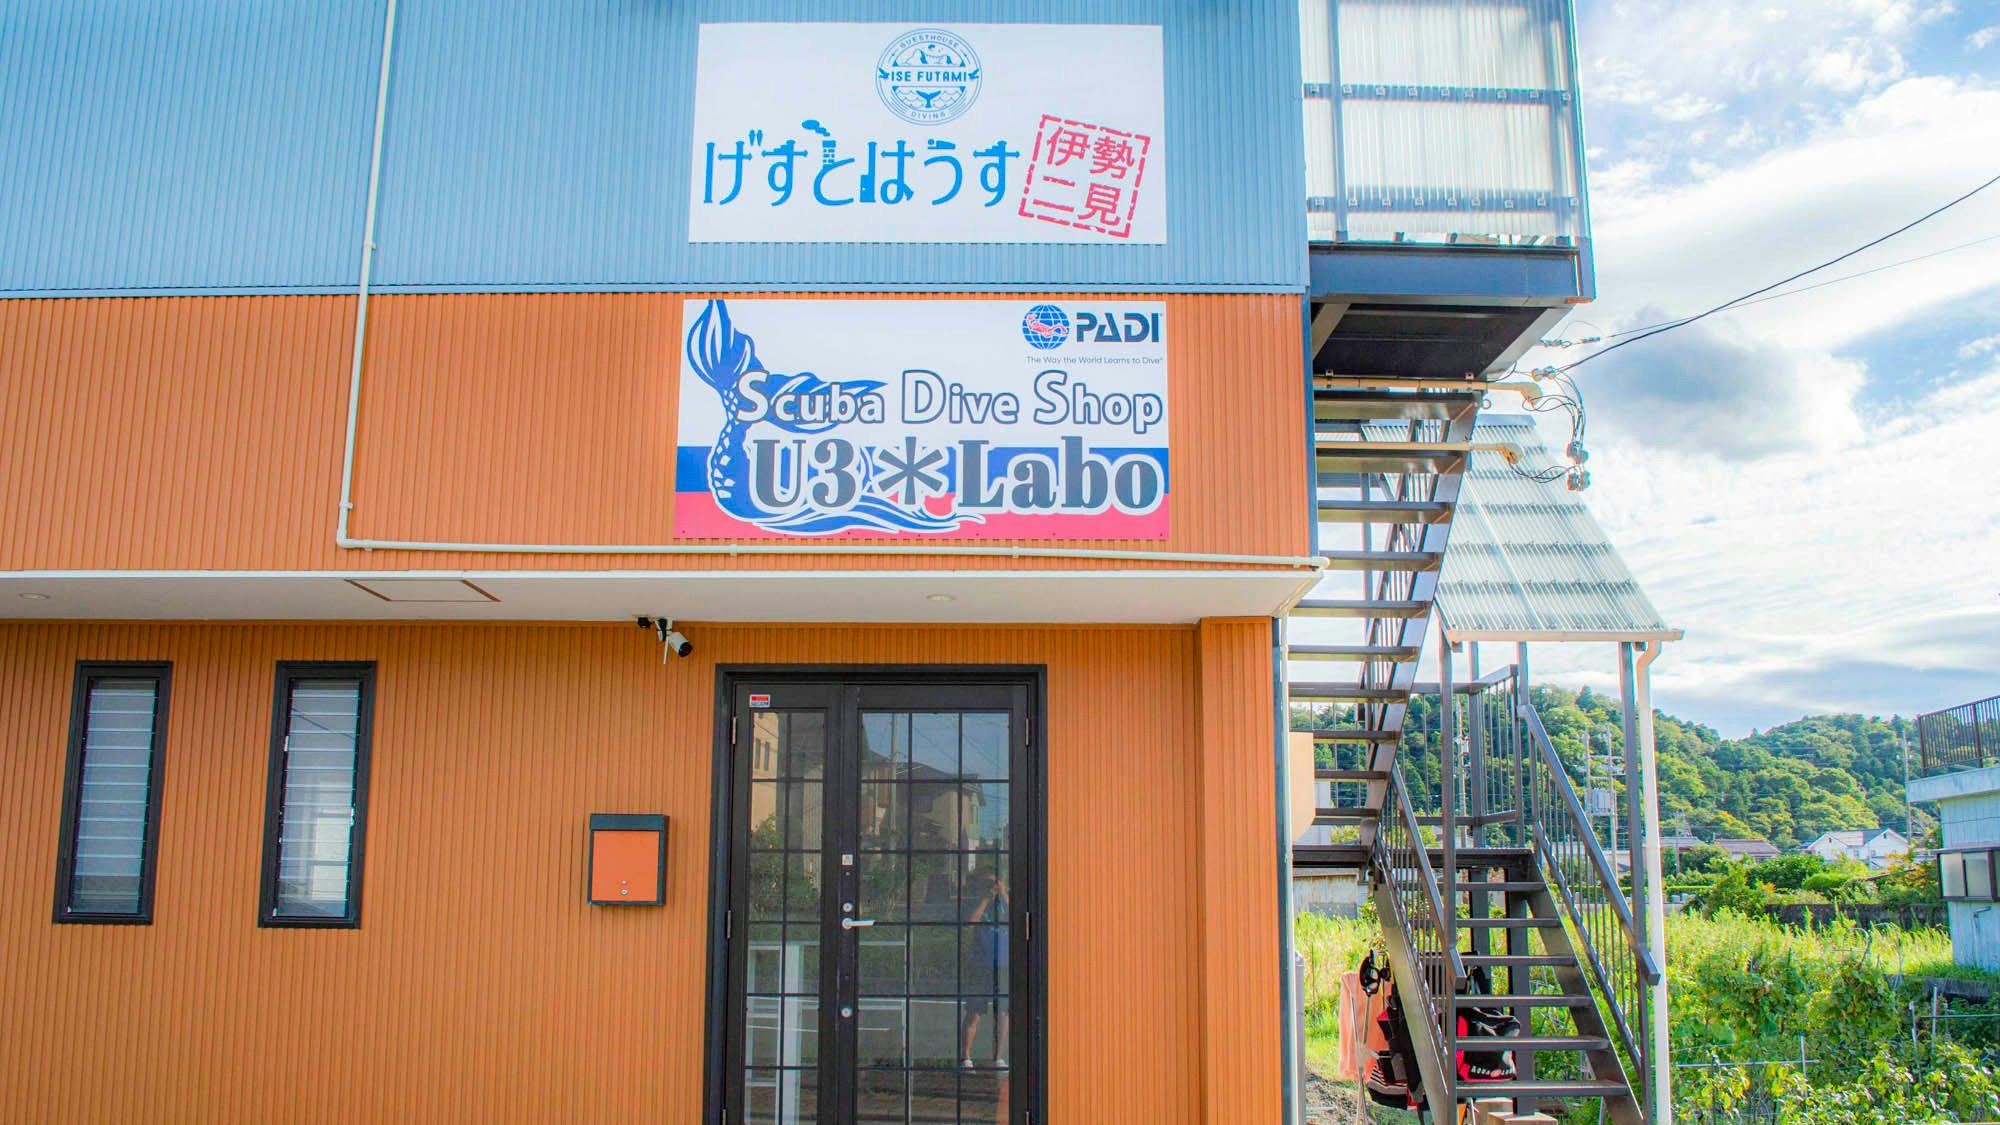 GUESTHOUSE
ISE FUTAMI
DIVING
げすとはうす
伊勢
二見
PADI
The Way the World Learns to Dive®
Scuba Dive Shop
U3*Labo